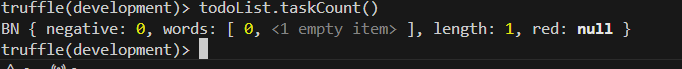 truffle(development)> todoList.taskCount()
BN { negative: 0, words: [ 0, <1 empty item> ], length: 1, red: null }
truffle(development)>